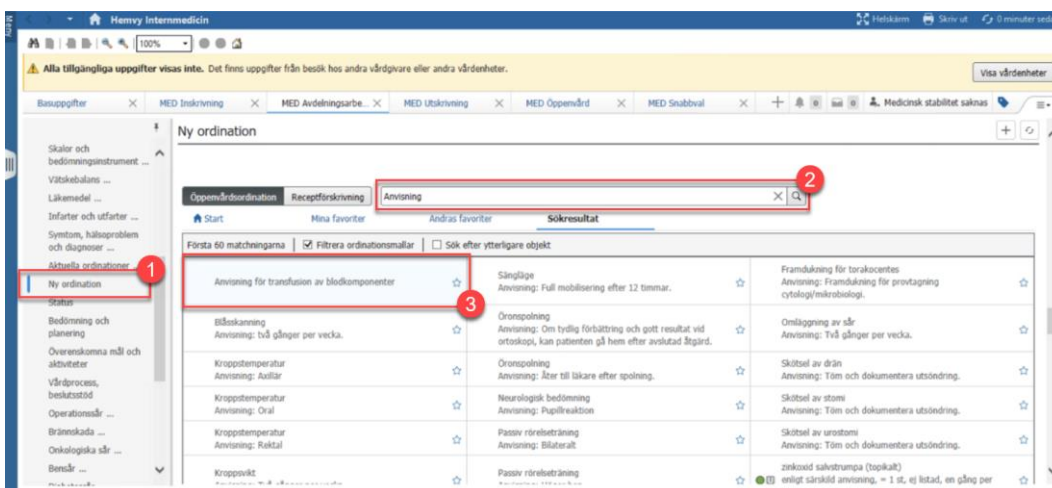 Meny
Hemvy Internmedicin
Helskärm
Skriv ut
0 minuter seda
100%
Alla tillgängliga uppgifter visas inte. Det finns uppgifter från besök hos andra vårdgivare eller andra vårdenheter.
Visa vårdenheter
Basuppgifter
MED Inskrivning
MED Avdelningsarbe...
MED Utskrivning
MED Öppenvård
MED Snabbval
0
0
Medicinsk stabilitet saknas
Skalor och
bedömningsinstrument ...
Vätskebalans ...
Läkemedel ...
Infarter och utfarter ...
Symtom, hälsoproblem
och diagnoser ...
Aktuella ordinationer ...
1
Ny ordination
Status
Bedömning och
planering
Överenskomna mål och
aktiviteter
Vårdprocess,
beslutsstöd
Operationssår ...
Brännskada ...
Onkologiska sår ...
Bensår ...
Ny ordination
Öppenvårdsordination
Receptförskrivning
Anvisning
2
Start
Mina favoriter
Andras favoriter
Sökresultat
Första 60 matchningarna
Filtrera ordinationsmallar
Sök efter ytterligare objekt
Anvisning för transfusion av blodkomponenter
3
Sängläge
Anvisning: Full mobilisering efter 12 timmar.
Framdukning för torakocentes
Anvisning: Framdukning för provtagning
cytologi/mikrobiologi.
Blåsskanning
Anvisning: två gånger per vecka.
Öronspolning
Anvisning: Om tydlig förbättring och gott resultat vid
otoskopi, kan patienten gå hem efter avslutad åtgärd.
Omläggning av sår
Anvisning: Två gånger per vecka.
Kroppstemperatur
Anvisning: Axillär
Öronspolning
Anvisning: Åter till läkare efter spolning.
Skötsel av drän
Anvisning: Töm och dokumentera utsöndring.
Kroppstemperatur
Anvisning: Oral
Neurologisk bedömning
Anvisning: Pupillreaktion
Skötsel av stomi
Anvisning: Töm och dokumentera utsöndring.
Kroppstemperatur
Anvisning: Rektal
Passiv rörelseträning
Anvisning: Bilateralt
Skötsel av urostomi
Anvisning: Töm och dokumentera utsöndring.
Kroppsvikt
Passiv rörelseträning
zinkoxid salvstrumpa (topikalt)
enligt särskild anvisning, = 1 st, ej listad, en gång per